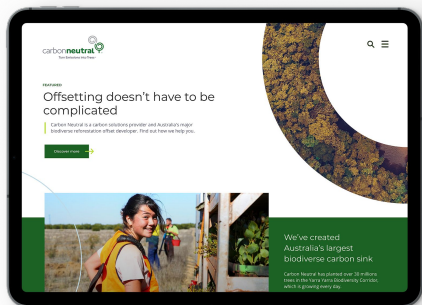 carbonneutral
Turn Emissions into Trees
FEATURED
Offsetting doesn't have to be
complicated
Carbon Neutral is a carbon solutions provider and Australia's major
biodiverse reforestation offset developer. Find out how we help you.
Discover more
We've created
Australia's largest
biodiverse carbon sink
Carbon Neutral has planted over 30 millions
trees in the Yarra Yarra Biodiversity Corridor,
which is growing every day.